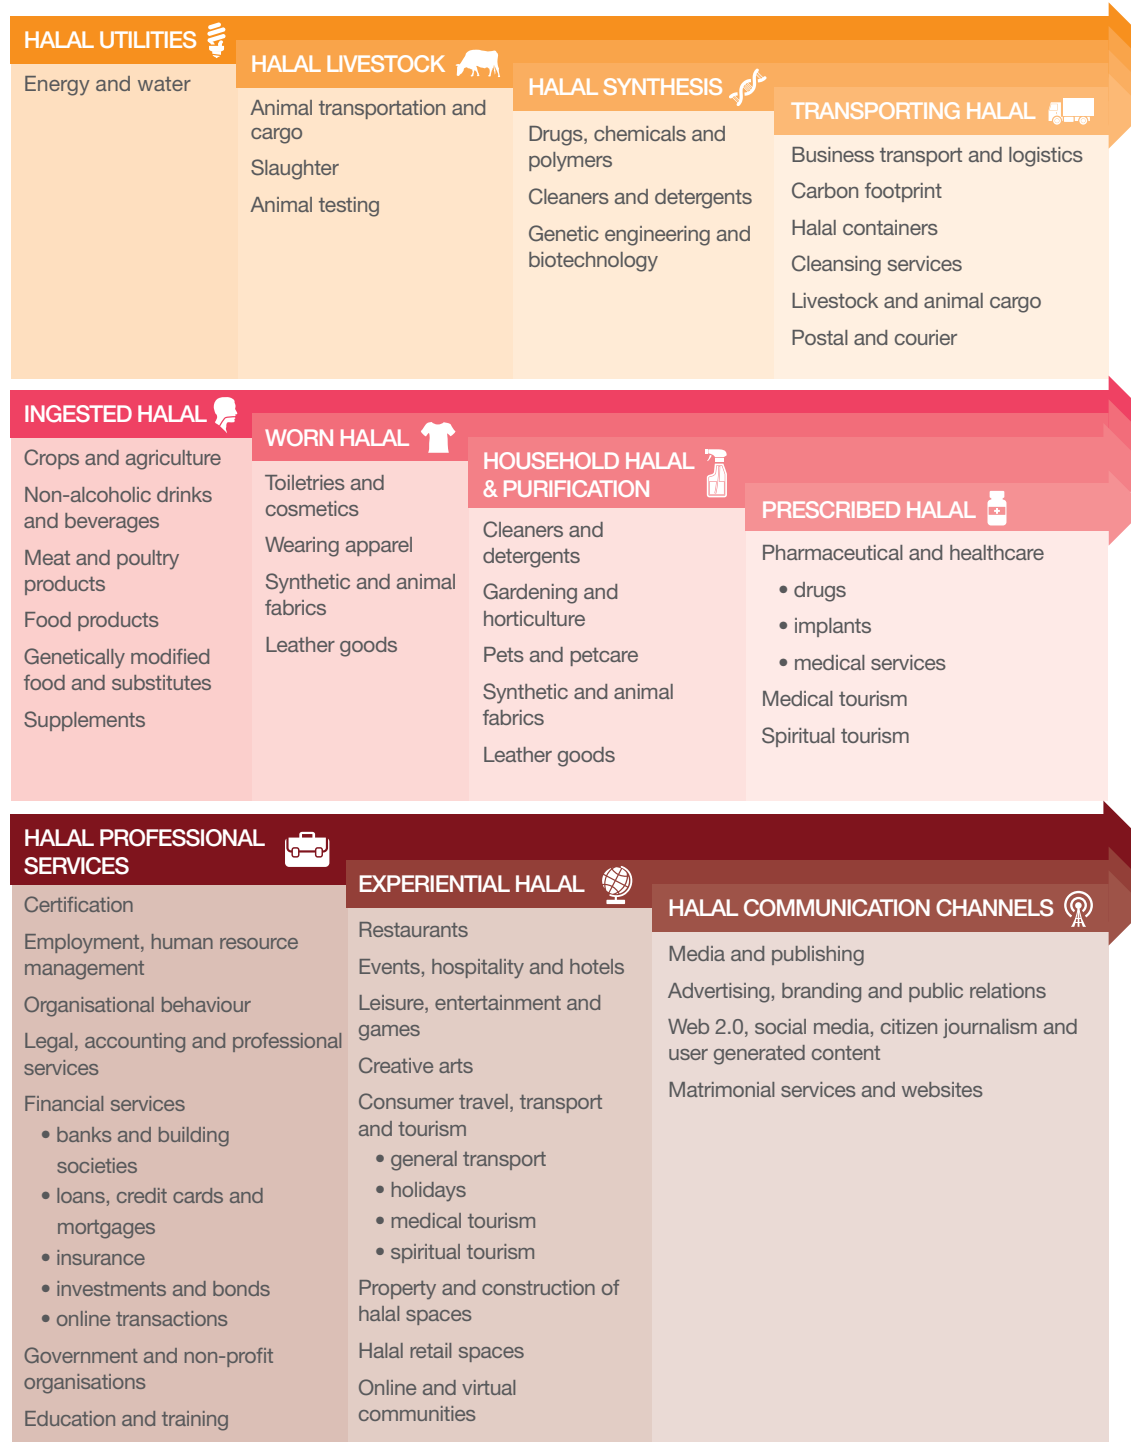 HALAL UTILITIES
Energy and water
HALAL LIVESTOCK
Animal transportation and
cargo
Slaughter
Animal testing
HALAL SYNTHESIS
Drugs, chemicals and
polymers
Cleaners and detergents
Genetic engineering and
biotechnology
TRANSPORTING HALAL
Business transport and logistics
Carbon footprint
Halal containers
Cleansing services
Livestock and animal cargo
Postal and courier
INGESTED HALAL
Crops and agriculture
Non-alcoholic drinks
and beverages
Meat and poultry
products
Food products
Genetically modified
food and substitutes
Supplements
WORN HALAL
Toiletries and
cosmetics
Wearing apparel
Synthetic and animal
fabrics
Leather goods
HOUSEHOLD HALAL
& PURIFICATION
Cleaners and
detergents
Gardening and
horticulture
Pets and petcare
Synthetic and animal
fabrics
Leather goods
PRESCRIBED HALAL
Pharmaceutical and healthcare
• drugs
• implants
• medical services
Medical tourism
Spiritual tourism
HALAL PROFESSIONAL
SERVICES
Certification
Employment, human resource
management
Organisational behaviour
Legal, accounting and professional
services
Financial services
• banks and building
societies
• loans, credit cards and
mortgages
• insurance
• investments and bonds
• online transactions
Government and non-profit
organisations
Education and training
EXPERIENTIAL HALAL
Restaurants
Events, hospitality and hotels
Leisure, entertainment and
games
Creative arts
Consumer travel, transport
and tourism
• general transport
• holidays
• medical tourism
• spiritual tourism
Property and construction of
halal spaces
Halal retail spaces
Online and virtual
communities
HALAL COMMUNICATION CHANNELS
Media and publishing
Advertising, branding and public relations
Web 2.0, social media, citizen journalism and
user generated content
Matrimonial services and websites